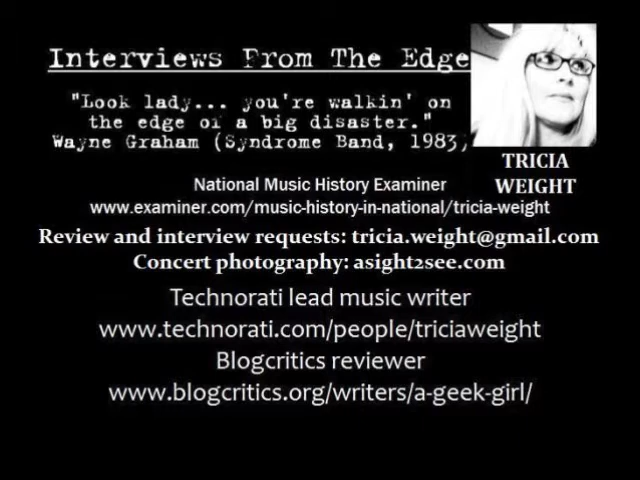 Interviews From The Edge
"Look lady... you're walkin' on
the edge of a big disaster."
Wayne Graham (Syndrome Band, 1983)
TRICIA
WEIGHT
National Music History Examiner
www.examiner.com/music-history-in-national/tricia-weight
Review and interview requests: tricia.weight@gmail.com
Concert photography: asight2see.com
Technorati lead music writer
www.technorati.com/people/triciaweight
Blogcritics reviewer
www.blogcritics.org/writers/a-geek-girl/